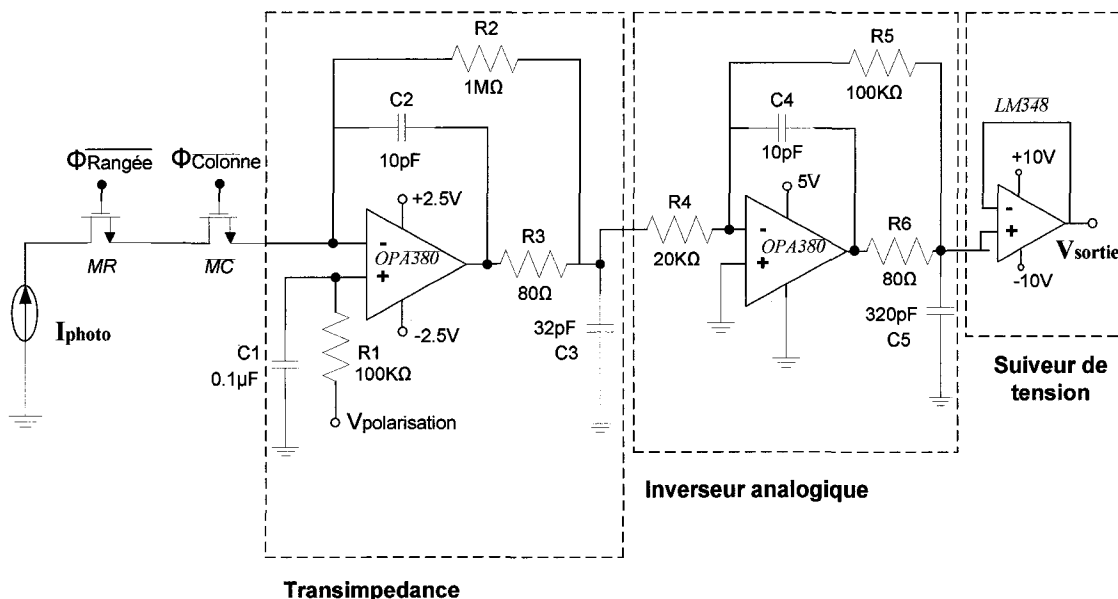 ΦRangée
MR
ΦColonne
MC
Iphoto
R2
1MΩ
C2
10pF
+2.5V
-
OPA380
+
-2.5V
R3
80Ω
C1
0.1µF
R1
100KΩ
Vpolarisation
32pF
C3
Transimpedance
R4
20KΩ
R5
100KΩ
C4
10pF
5V
-
OPA380
+
R6
80Ω
320pF
C5
Inverseur analogique
LM348
+10V
-
+
-10V
Vsortie
Suiveur de
tension